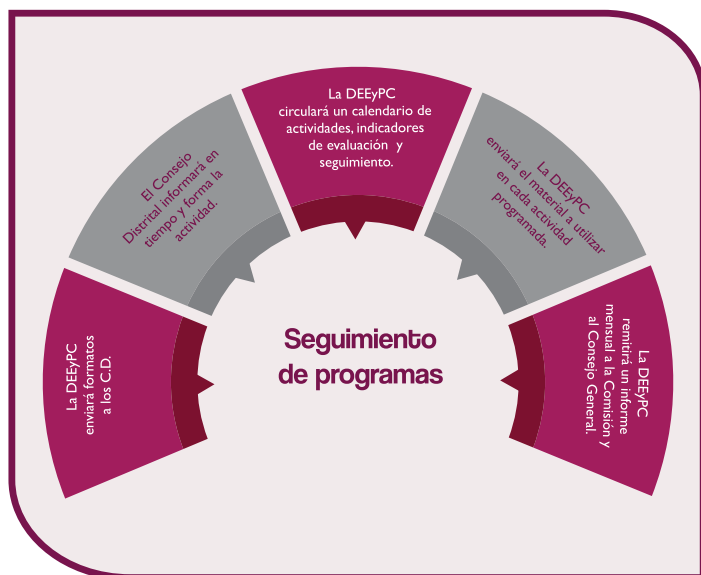 La DEEyPC
enviará formatos
a los C.D.
El Consejo
Distrital informará en
tiempo y forma la
actividad.
La DEEyPC
circulará un calendario de
actividades, indicadores
de evaluación y
seguimiento.
La DEEyPC
enviará el material a utilizar
en cada actividad
programada.
La DEEyPC
remitirá un informe
mensual a la Comisión y
al Consejo General.
Seguimiento
de programas